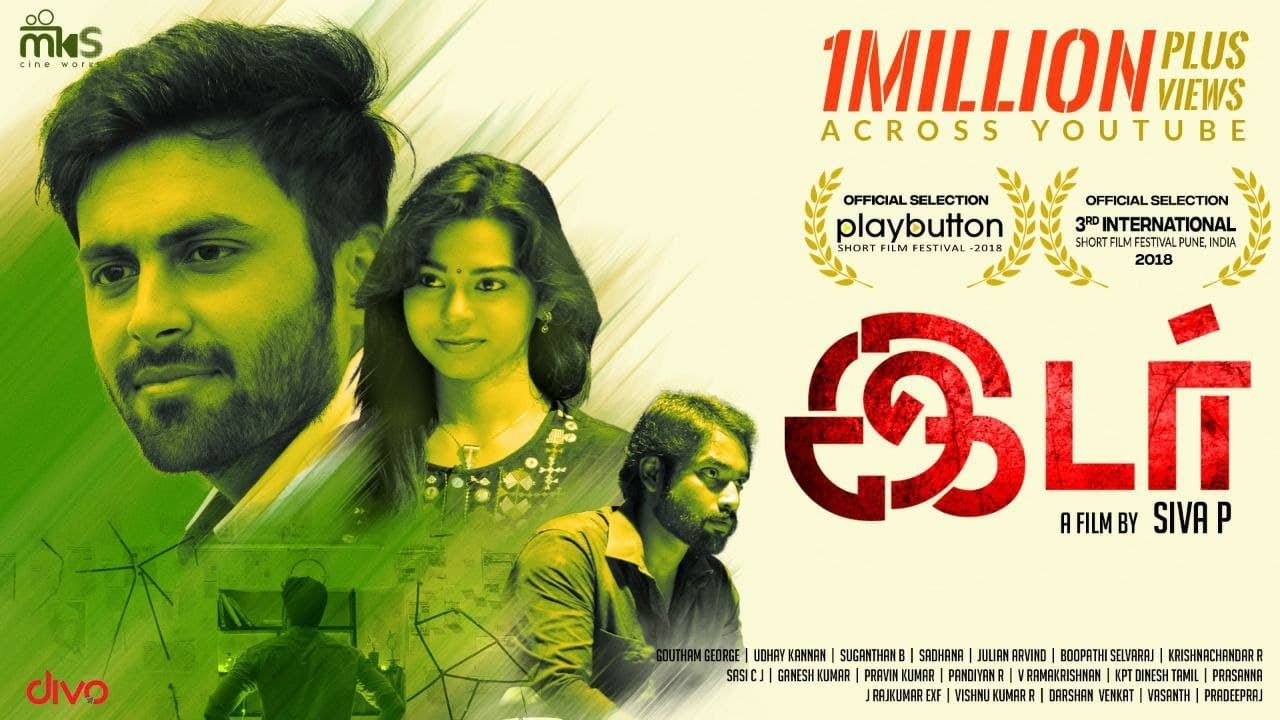 mks
cine works
1MILLION PLUS VIEWS
ACROSS YOUTUBE
OFFICIAL SELECTION
playbutton
SHORT FILM FESTIVAL -2018
OFFICIAL SELECTION
3RD INTERNATIONAL
SHORT FILM FESTIVAL PUNE, INDIA
2018
இடர்
A FILM BY SIVA P
GOUTHAM GEORGE | UDHAY KANNAN | SUGANTHAN B | SADHANA | JULIAN ARVIND | BOOPATHI SELVARAJ | KRISHNACHANDAR R
SASI C J | GANESH KUMAR | PRAVIN KUMAR | PANDIYAN R | V RAMAKRISHNAN | KPT DINESH TAMIL | PRASANNA
J RAJKUMAR EXF | VISHNU KUMAR R | DARSHAN VENKAT | VASANTH | PRADEEPRAJ
divo